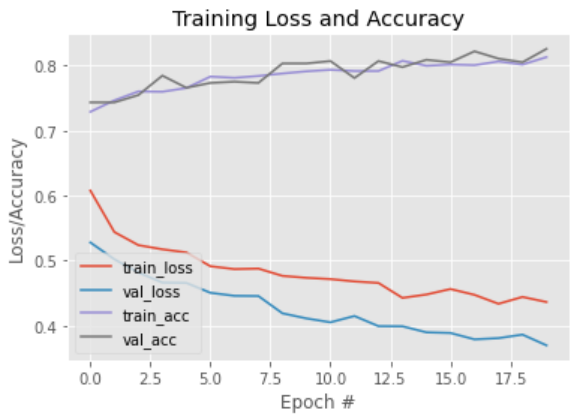 Training Loss and Accuracy
0.8
0.7
0.6
0.5
0.4
Loss/Accuracy
train_loss
val_loss
train_acc
val_acc
0.0 2.5 5.0 7.5 10.0 12.5 15.0 17.5
Epoch #